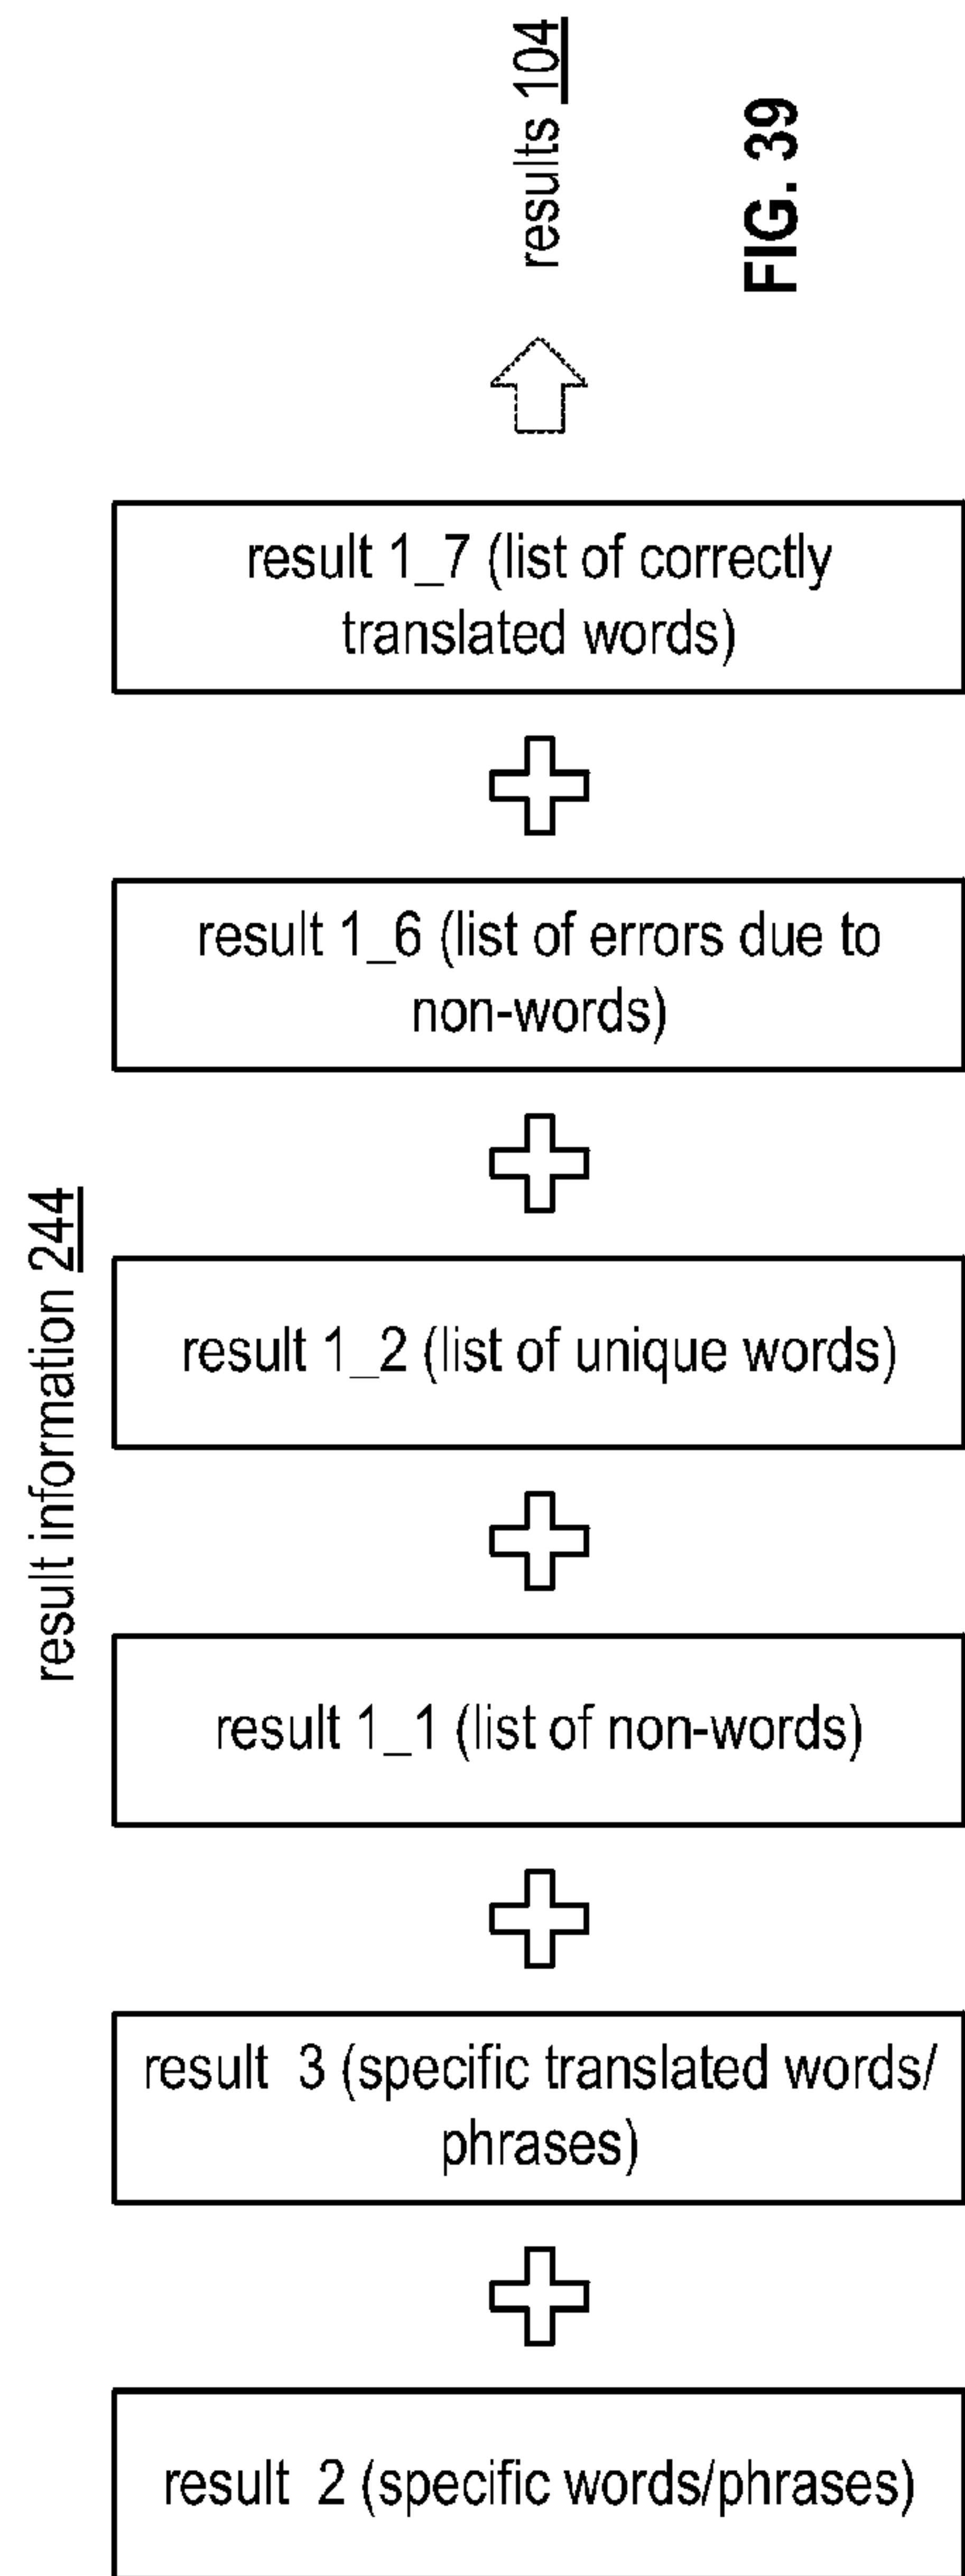 results 104
FIG. 39
result 1_7 (list of correctly
translated words)
result 1_6 (list of errors due to
non-words)
result information 244
result 1_2 (list of unique words)
result 1_1 (list of non-words)
result 3 (specific translated words/
phrases)
result 2 (specific words/phrases)